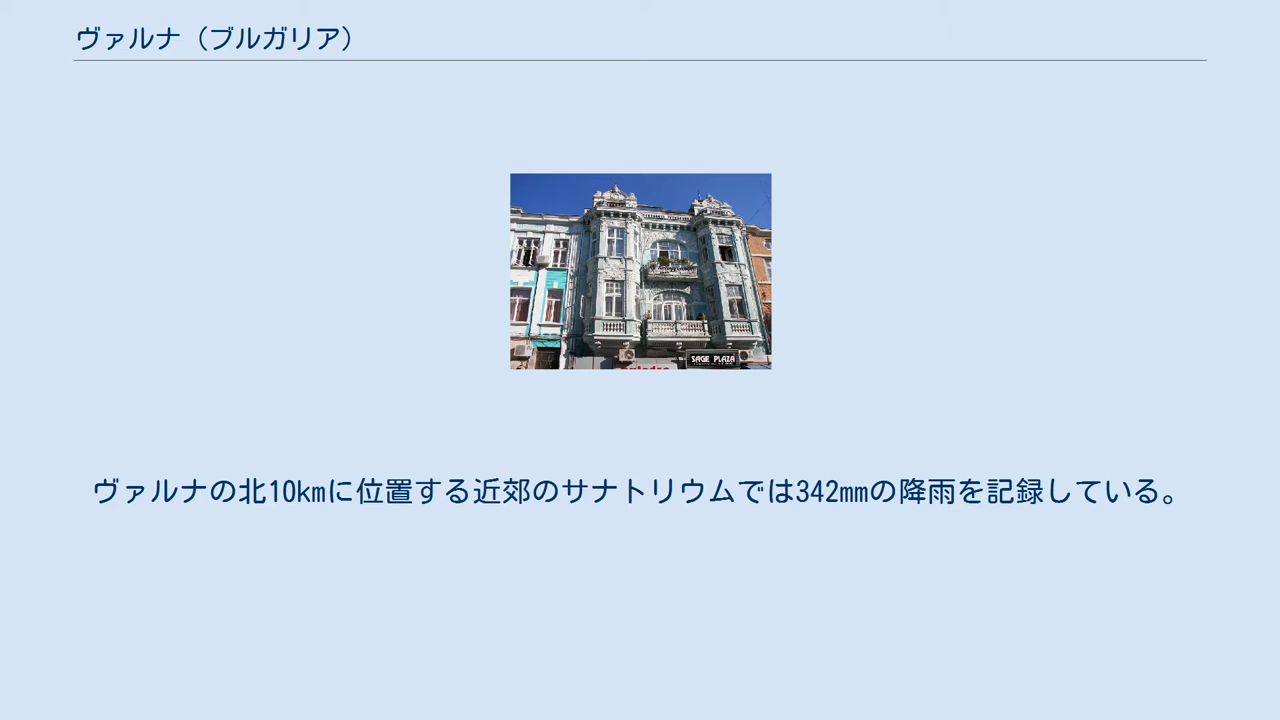 ヴァルナ（ブルガリア）
SAGE PLAZA
ヴァルナの北10kmに位置する近郊のサナトリウムでは342mmの降雨を記録している。